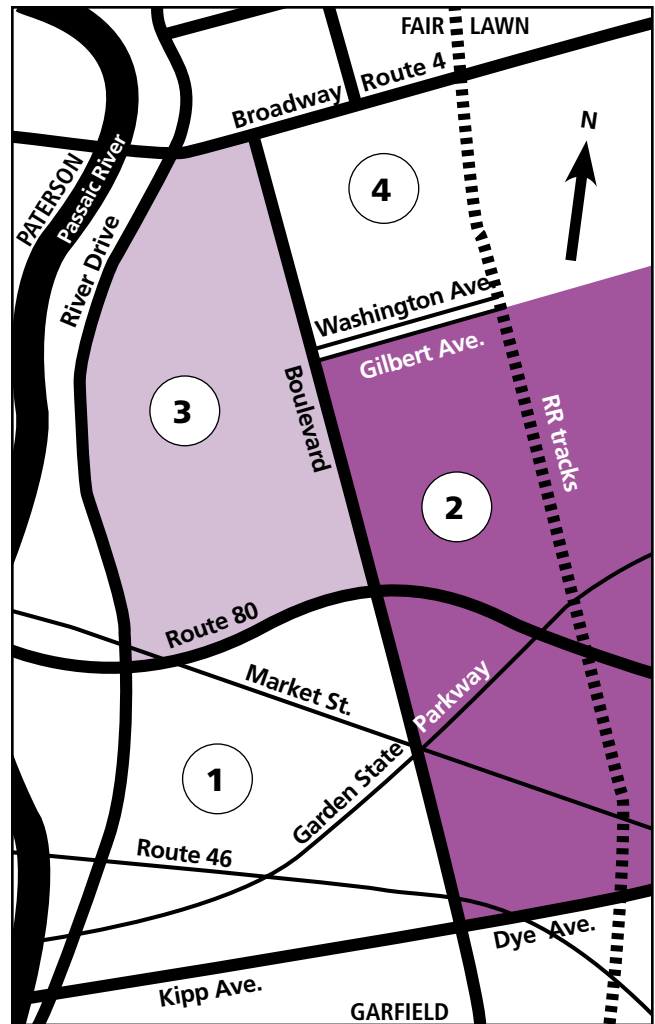 FAIR LAWN
Broadway Route 4
N
PATERSON
Passaic River
River Drive
4
Washington Ave.
Gilbert Ave.
Boulevard
RR tracks
3
2
Route 80
Market St.
Garden State Parkway
1
Route 46
Dye Ave.
Kipp Ave.
GARFIELD